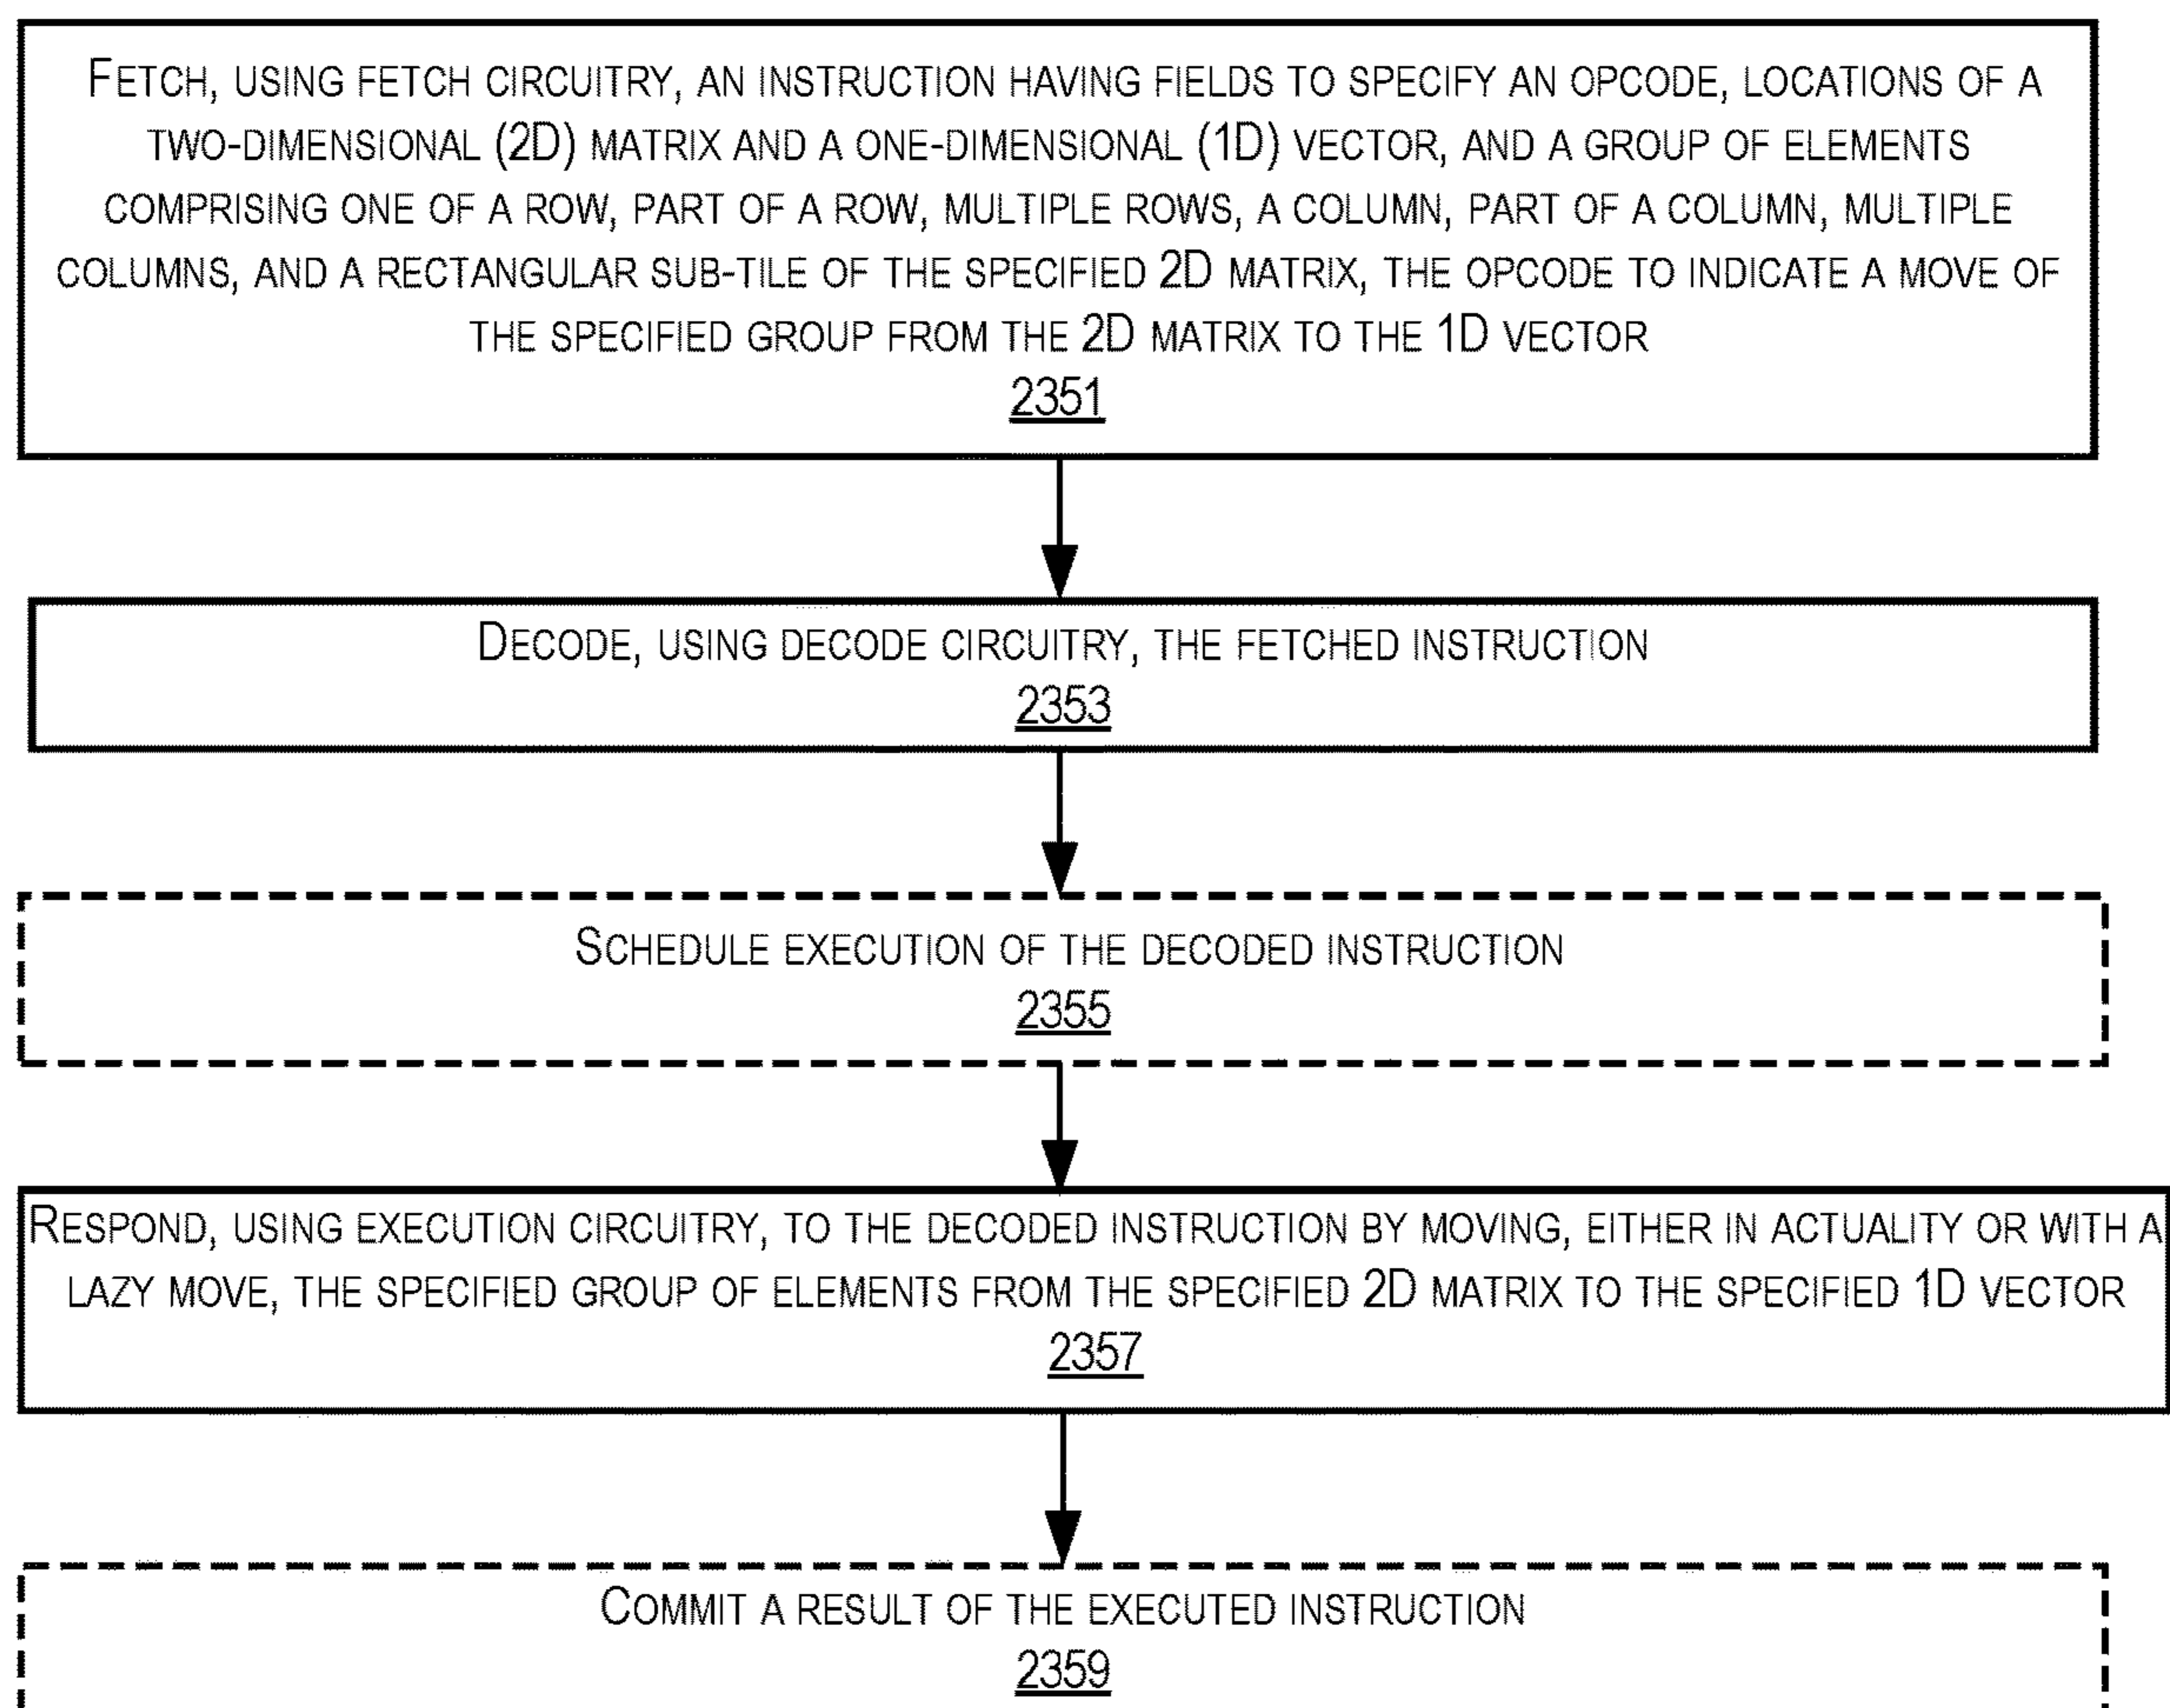 FETCH, USING FETCH CIRCUITRY, AN INSTRUCTION HAVING FIELDS TO SPECIFY AN OPCODE, LOCATIONS OF A
TWO-DIMENSIONAL (2D) MATRIX AND A ONE-DIMENSIONAL (1D) VECTOR, AND A GROUP OF ELEMENTS
COMPRISING ONE OF A ROW, PART OF A ROW, MULTIPLE ROWS, A COLUMN, PART OF A COLUMN, MULTIPLE
COLUMNS, AND A RECTANGULAR SUB-TILE OF THE SPECIFIED 2D MATRIX, THE OPCODE TO INDICATE A MOVE OF
THE SPECIFIED GROUP FROM THE 2D MATRIX TO THE 1D VECTOR
2351
DECODE, USING DECODE CIRCUITRY, THE FETCHED INSTRUCTION
2353
SCHEDULE EXECUTION OF THE DECODED INSTRUCTION
2355
RESPOND, USING EXECUTION CIRCUITRY, TO THE DECODED INSTRUCTION BY MOVING, EITHER IN ACTUALITY OR WITH A
LAZY MOVE, THE SPECIFIED GROUP OF ELEMENTS FROM THE SPECIFIED 2D MATRIX TO THE SPECIFIED 1D VECTOR
2357
COMMIT A RESULT OF THE EXECUTED INSTRUCTION
2359